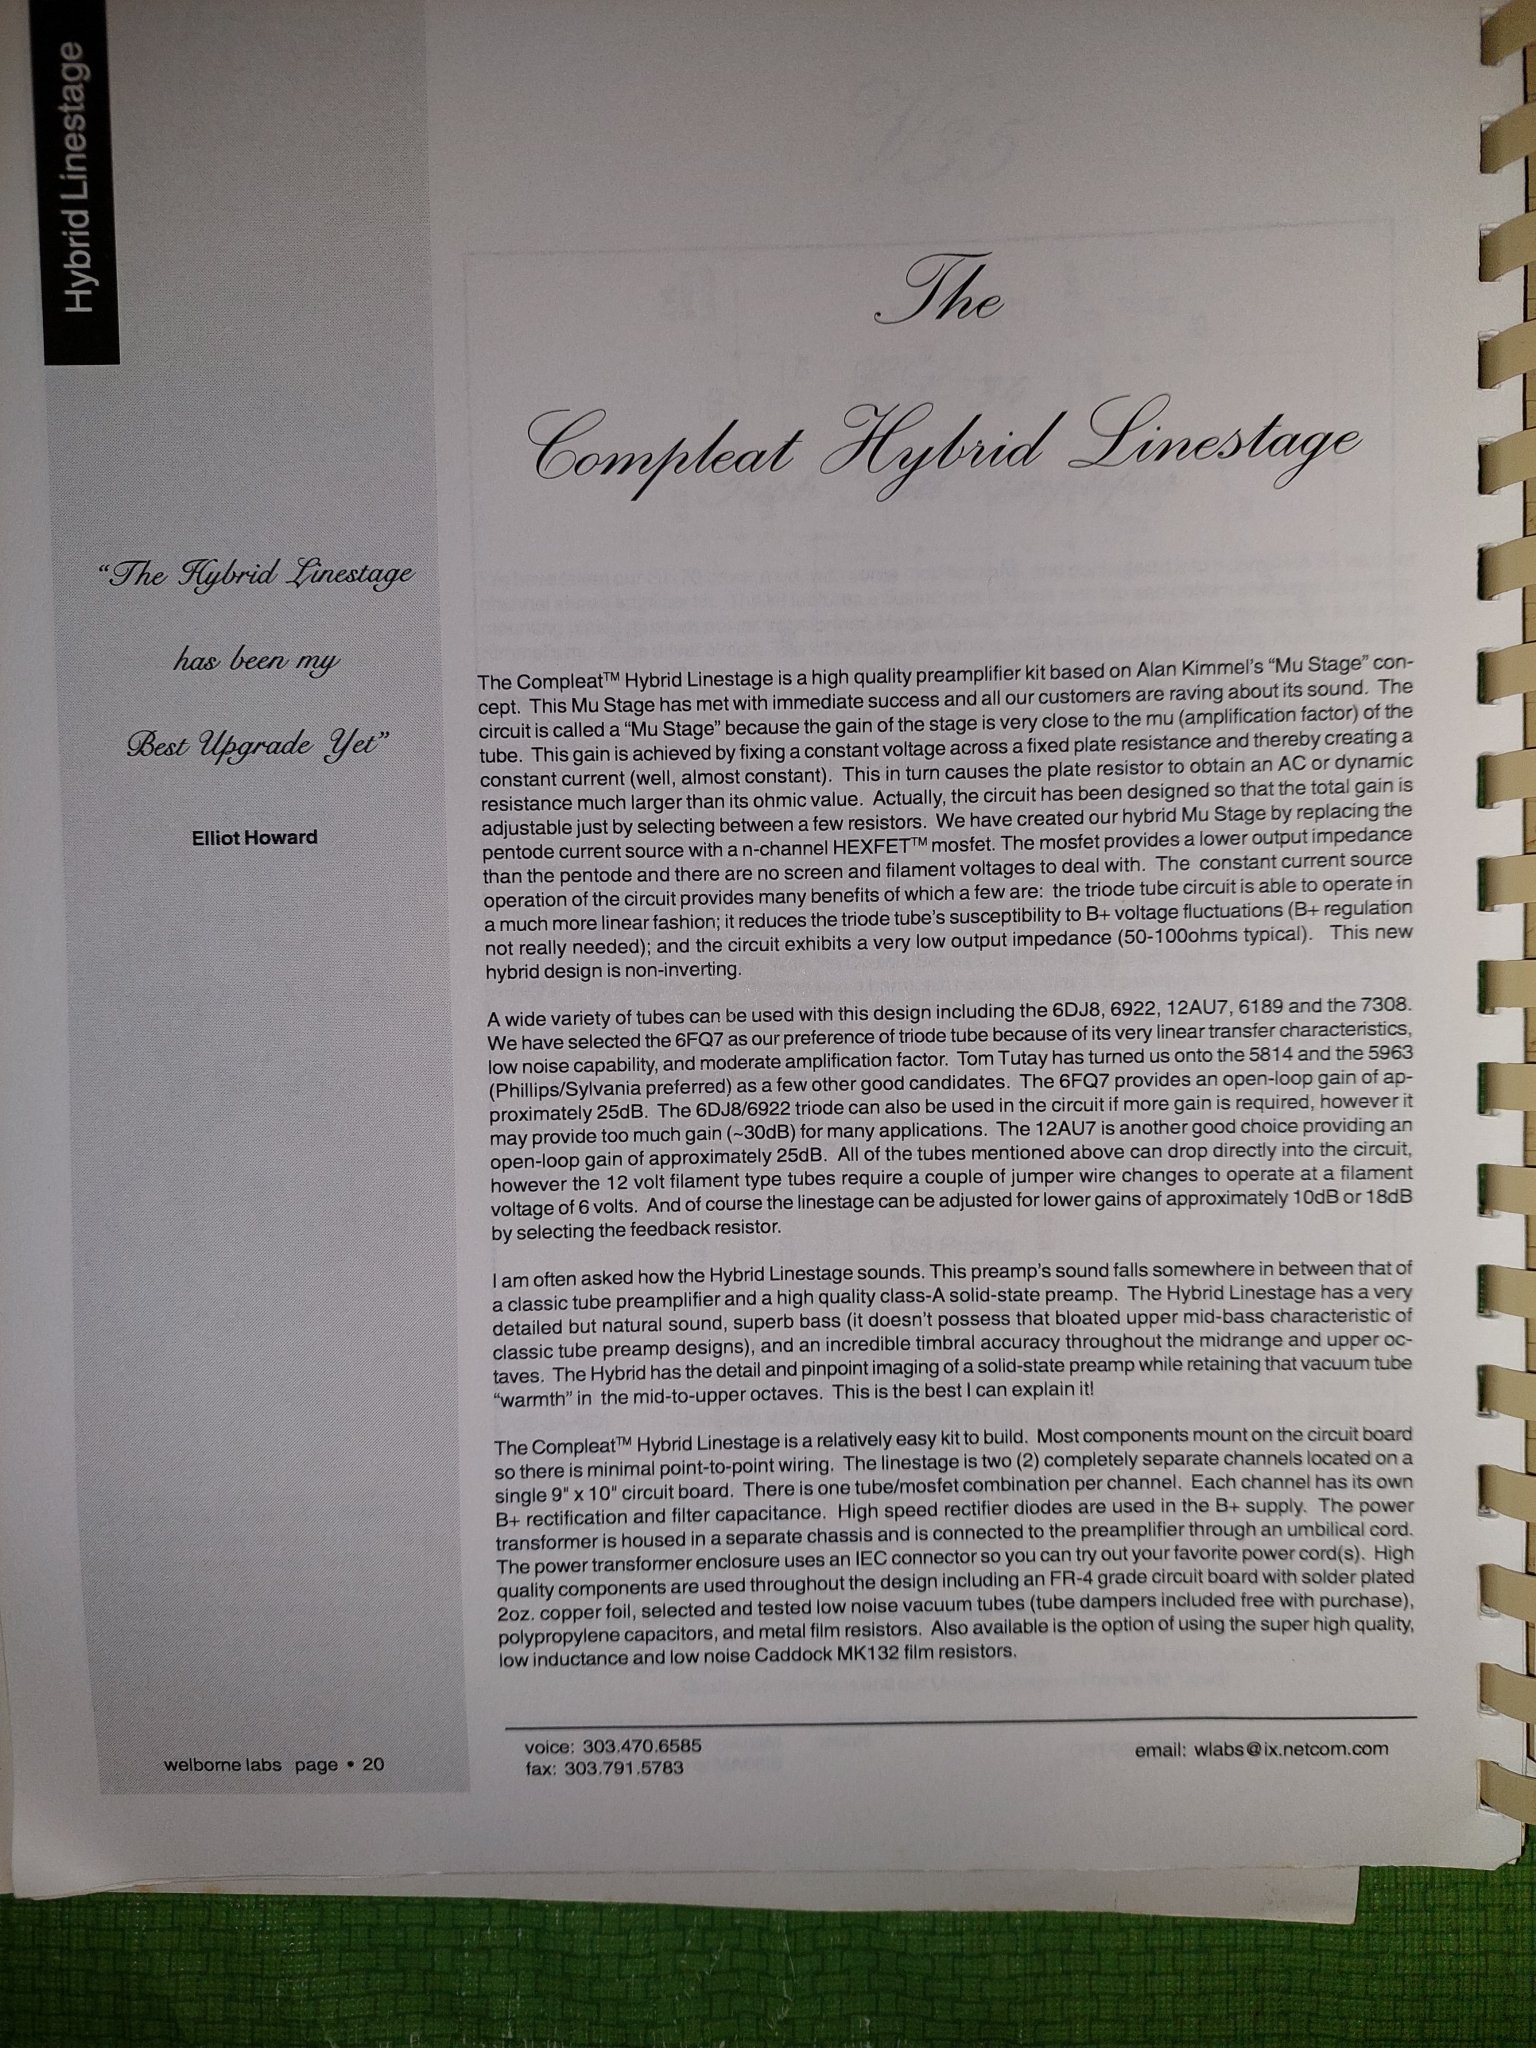 Hybrid Linestage
"The Hybrid Linestage
has been my
Best Upgrade Yet"
Elliot Howard
welborne labs page • 20
The
Compleat Hybrid Linestage
The Compleat™ Hybrid Linestage is a high quality preamplifier kit based on Alan Kimmel's "Mu Stage" con-
cept. This Mu Stage has met with immediate success and all our customers are raving about its sound. The
circuit is called a "Mu Stage" because the gain of the stage is very close to the mu (amplification factor) of the
tube. This gain is achieved by fixing a constant voltage across a fixed plate resistance and thereby creating a
constant current (well, almost constant). This in turn causes the plate resistor to obtain an AC or dynamic
resistance much larger than its ohmic value. Actually, the circuit has been designed so that the total gain is
adjustable just by selecting between a few resistors. We have created our hybrid Mu Stage by replacing the
pentode current source with a n-channel HEXFET™ mosfet. The mosfet provides a lower output impedance
than the pentode and there are no screen and filament voltages to deal with. The constant current source
operation of the circuit provides many benefits of which a few are: the triode tube circuit is able to operate in
a much more linear fashion; it reduces the triode tube's susceptibility to B+ voltage fluctuations (B+ regulation
not really needed); and the circuit exhibits a very low output impedance (50-100ohms typical). This new
hybrid design is non-inverting.
A wide variety of tubes can be used with this design including the 6DJ8, 6922, 12AU7, 6189 and the 7308.
We have selected the 6FQ7 as our preference of triode tube because of its very linear transfer characteristics,
low noise capability, and moderate amplification factor. Tom Tutay has turned us onto the 5814 and the 5963
(Phillips/Sylvania preferred) as a few other good candidates. The 6FQ7 provides an open-loop gain of ap-
proximately 25dB. The 6DJ8/6922 triode can also be used in the circuit if more gain is required, however it
may provide too much gain (~30dB) for many applications. The 12AU7 is another good choice providing an
open-loop gain of approximately 25dB. All of the tubes mentioned above can drop directly into the circuit,
however the 12 volt filament type tubes require a couple of jumper wire changes to operate at a filament
voltage of 6 volts. And of course the linestage can be adjusted for lower gains of approximately 10dB or 18dB
by selecting the feedback resistor.
I am often asked how the Hybrid Linestage sounds. This preamp's sound falls somewhere in between that of
a classic tube preamplifier and a high quality class-A solid-state preamp. The Hybrid Linestage has a very
detailed but natural sound, superb bass (it doesn't possess that bloated upper mid-bass characteristic of
classic tube preamp designs), and an incredible timbral accuracy throughout the midrange and upper oc-
taves. The Hybrid has the detail and pinpoint imaging of a solid-state preamp while retaining that vacuum tube
"warmth" in the mid-to-upper octaves. This is the best I can explain it!
The Compleat™ Hybrid Linestage is a relatively easy kit to build. Most components mount on the circuit board
so there is minimal point-to-point wiring. The linestage is two (2) completely separate channels located on a
single 9" x 10" circuit board. There is one tube/mosfet combination per channel. Each channel has its own
B+ rectification and filter capacitance. High speed rectifier diodes are used in the B+ supply. The power
transformer is housed in a separate chassis and is connected to the preamplifier through an umbilical cord.
The power transformer enclosure uses an IEC connector so you can try out your favorite power cord(s). High
quality components are used throughout the design including an FR-4 grade circuit board with solder plated
2oz. copper foil, selected and tested low noise vacuum tubes (tube dampers included free with purchase),
polypropylene capacitors, and metal film resistors. Also available is the option of using the super high quality,
low inductance and low noise Caddock MK132 film resistors.
voice: 303.470.6585
fax: 303.791.5783
email: wlabs@ix.netcom.com